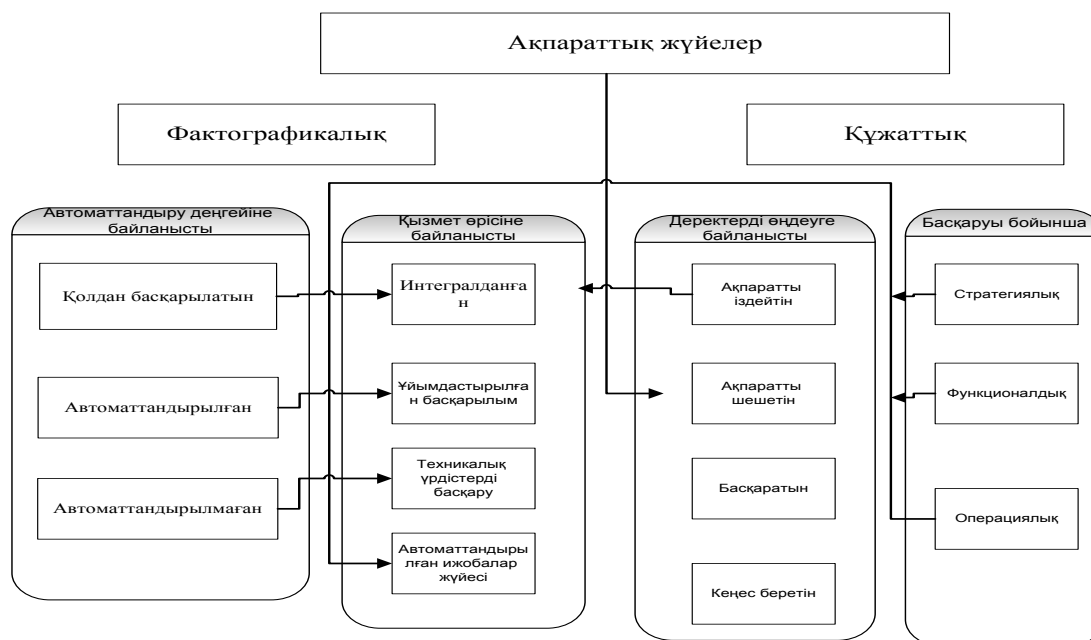 Ақпараттық жүйелер
Фактографикалық
Құжаттық
Автоматтандыру деңгейіне
байланысты
Қолдан басқарылатын
Автоматтандырылған
Автоматтандырылмаған
Қызмет өрісіне
байланысты
Интегралданға
н
Ұйымдастырылға
н басқарылым
Техникалық
үрдістерді
басқару
Автоматтандыры
лған ижобалар
жүйесі
Деректерді өңдеуге
байланысты
Ақпаратты
іздейтін
Ақпаратты
шешетін
Басқаратын
Кеңес беретін
Басқаруы бойынша
Стратегиялық
Функционалдық
Операциялық